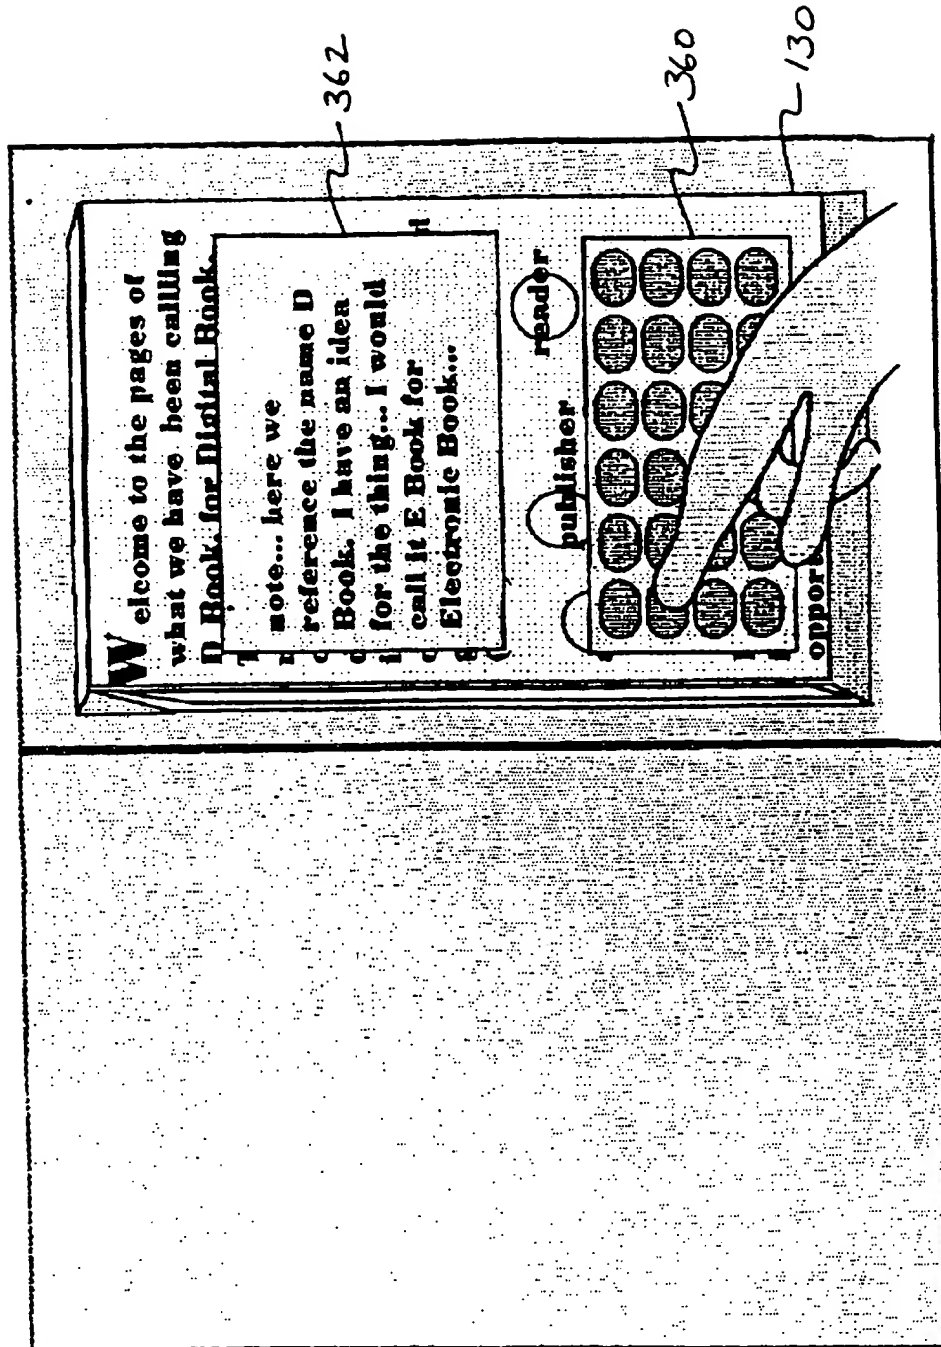 Welcome to the pages of
what we have been calling
D Book, for Digital Book.
note... here we
reference the name D
Book. I have an idea
for the thing... I would
call it E Book for
Electronic Book...
publisher
reader
opport
362
360
130